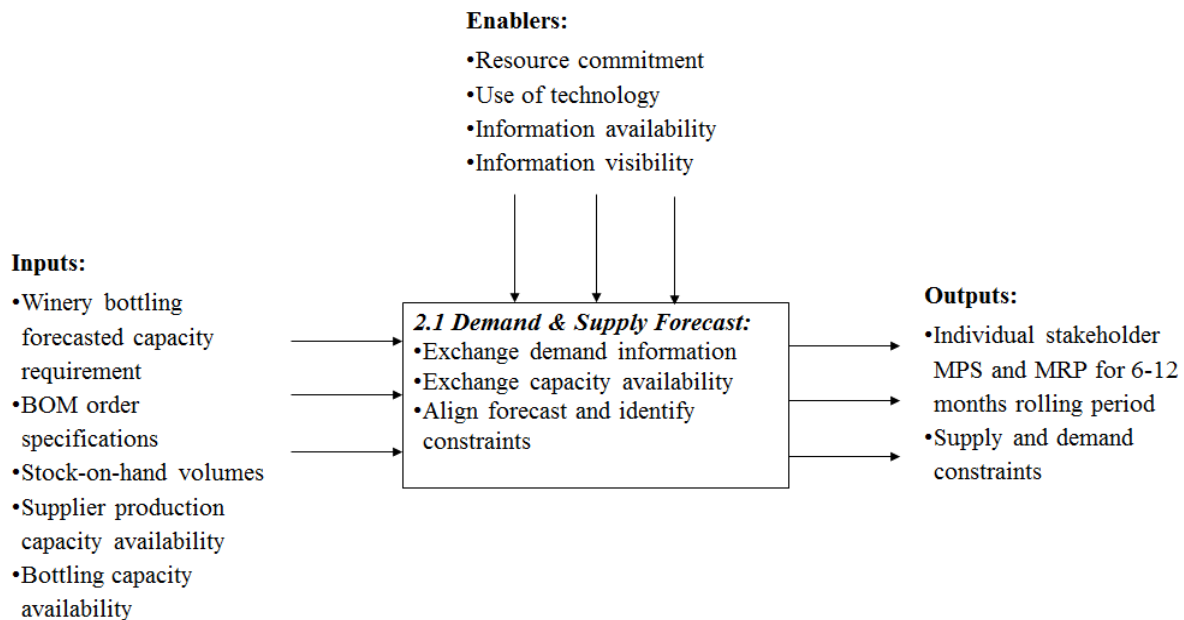 Enablers:
•Resource commitment
•Use of technology
•Information availability
•Information visibility
Inputs:
•Winery bottling
forecasted capacity
requirement
•BOM order
specifications
•Stock-on-hand volumes
•Supplier production
capacity availability
•Bottling capacity
availability
2.1 Demand & Supply Forecast:
•Exchange demand information
•Exchange capacity availability
•Align forecast and identify
constraints
Outputs:
•Individual stakeholder
MPS and MRP for 6-12
months rolling period
•Supply and demand
constraints